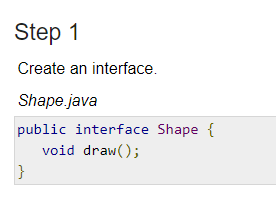 Step 1
Create an interface.
Shape.java
public interface Shape {
   void draw();
}